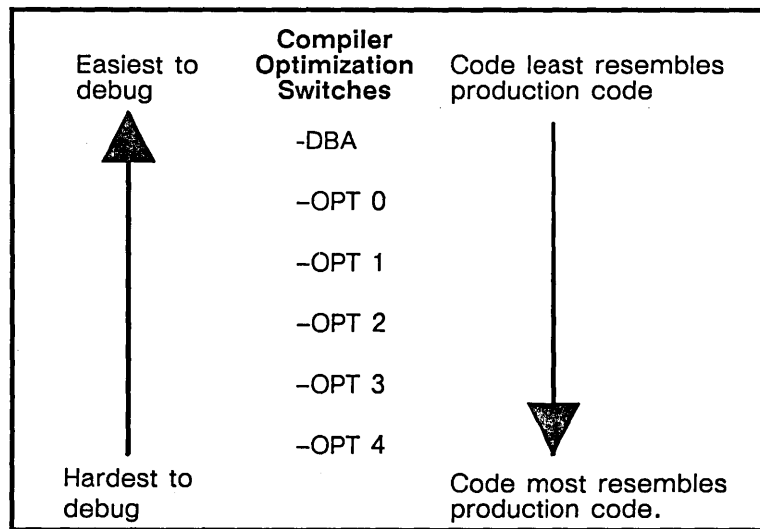 Compiler
Optimization
Switches
Easiest to
debug
Code least resembles
production code
-DBA
-OPT 0
-OPT 1
-OPT 2
-OPT 3
-OPT 4
Hardest to
debug
Code most resembles
production code.